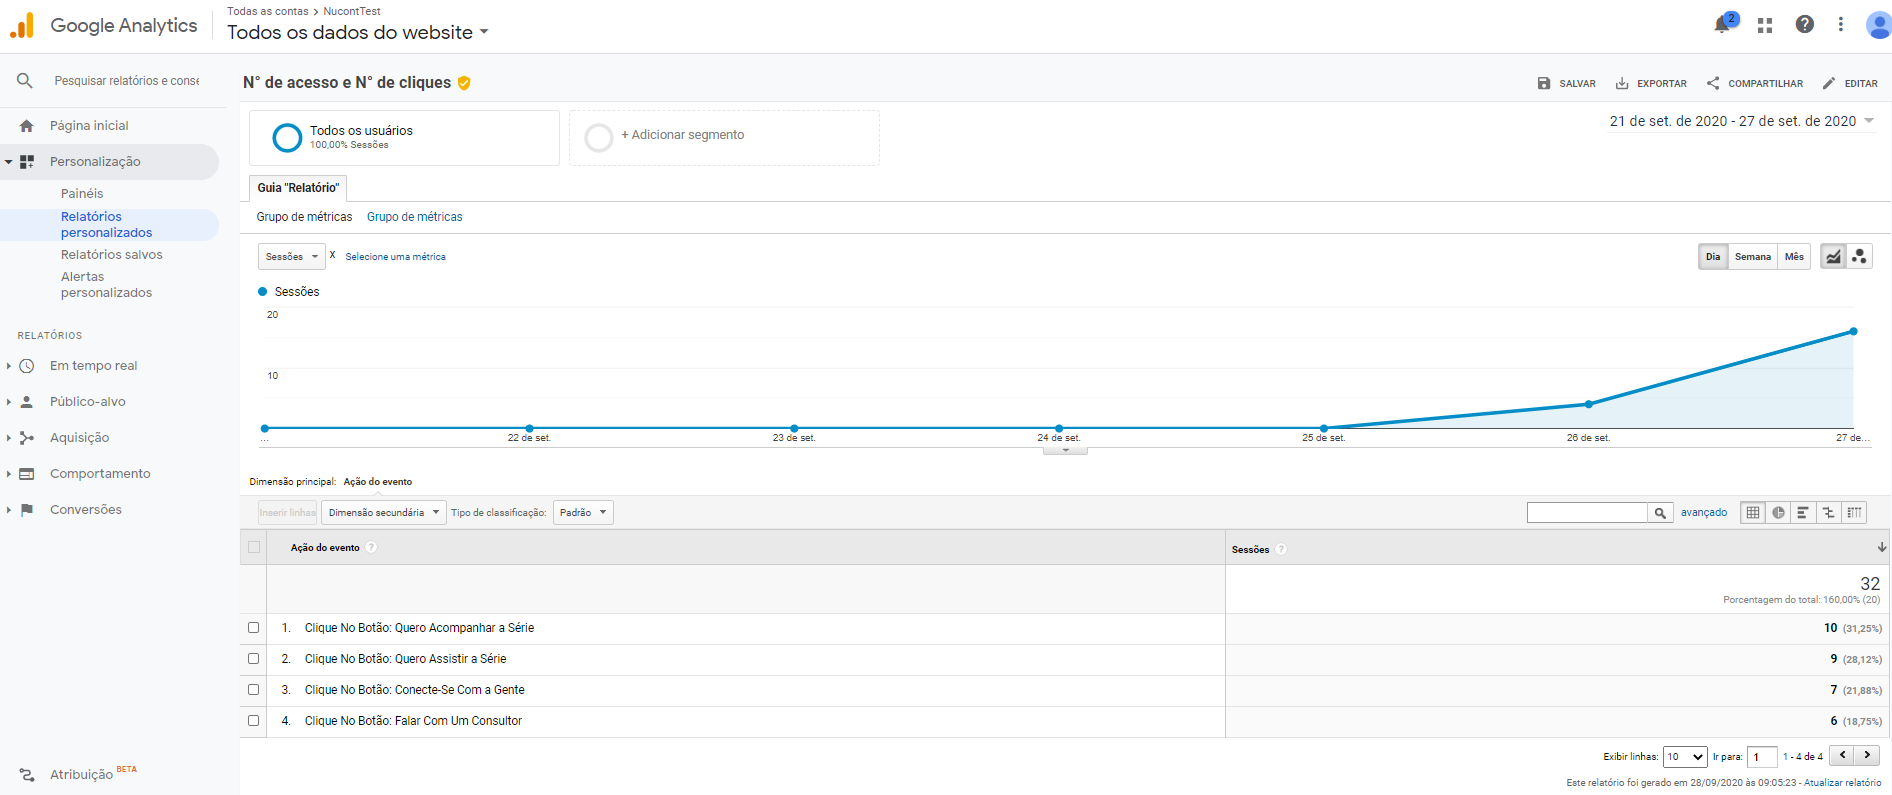 Google Analytics
Todas as contas > NucontTest
Todos os dados do website
2
Pesquisar relatórios e conse
Página inicial
Personalização
Painéis
Relatórios
personalizados
Relatórios salvos
Alertas
personalizados
RELATÓRIOS
Em tempo real
Público-alvo
Aquisição
Comportamento
Conversões
Atribuição BETA
N° de acesso e N° de cliques
SALVAR
EXPORTAR
COMPARTILHAR
EDITAR
Todos os usuários
100,00% Sessões
+ Adicionar segmento
21 de set. de 2020 - 27 de set. de 2020
Guia "Relatório"
Grupo de métricas Grupo de métricas
Sessões X Selecione uma métrica
Dia Semana Mês
Sessões
20
10
... 22 de set. 23 de set. 24 de set. 25 de set. 26 de set. 27 de...
Dimensão principal: Ação do evento
Inserir linhas Dimensão secundária Tipo de classificação: Padrão
avançado
Ação do evento ? Sessões ?
32
Porcentagem do total: 160,00% (20)
1. Clique No Botão: Quero Acompanhar a Série 10 (31,25%)
2. Clique No Botão: Quero Assistir a Série 9 (28,12%)
3. Clique No Botão: Conecte-Se Com a Gente 7 (21,88%)
4. Clique No Botão: Falar Com Um Consultor 6 (18,75%)
Exibir linhas: 10 Ir para: 1 1 - 4 de 4
Este relatório foi gerado em 28/09/2020 às 09:05:23 - Atualizar relatório